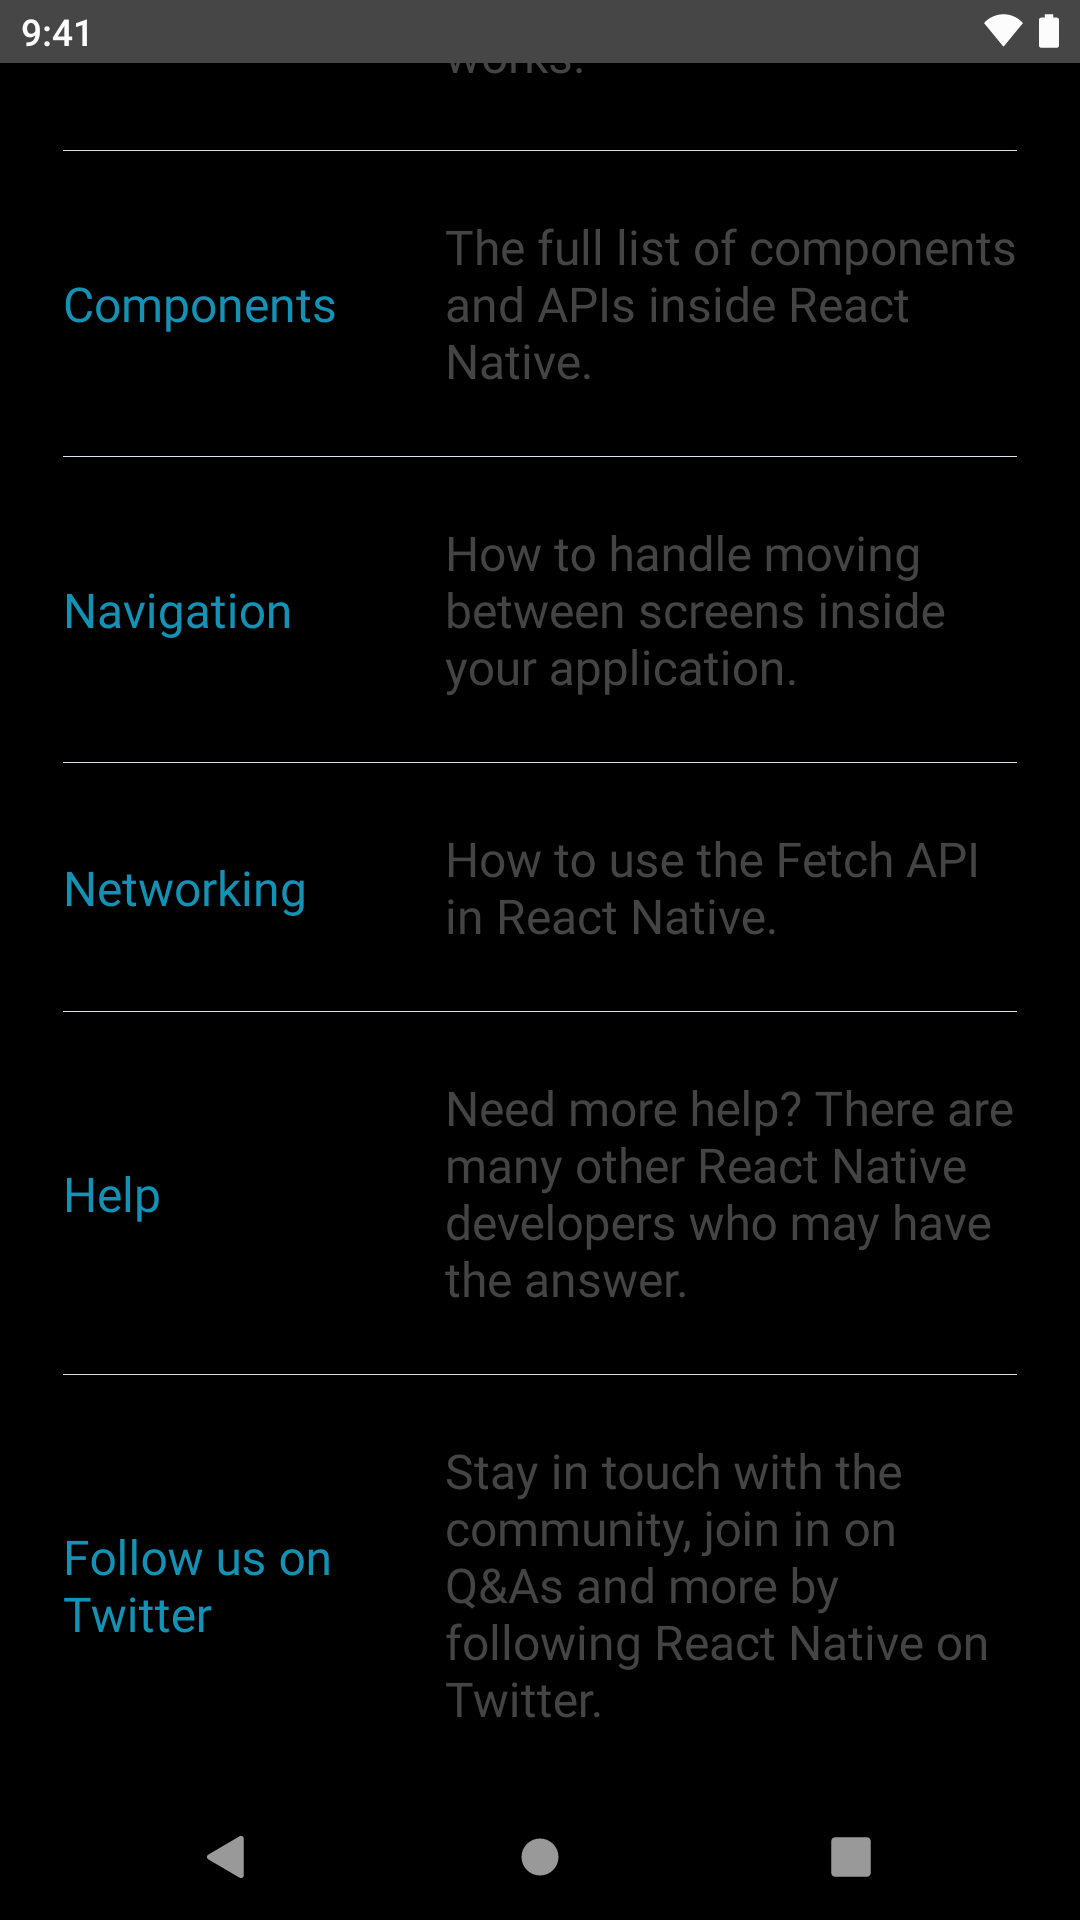 9:41
works.
Components
The full list of components
and APIs inside React
Native.
Navigation
How to handle moving
between screens inside
your application.
Networking
How to use the Fetch API
in React Native.
Help
Need more help? There are
many other React Native
developers who may have
the answer.
Follow us on
Twitter
Stay in touch with the
community, join in on
Q&As and more by
following React Native on
Twitter.